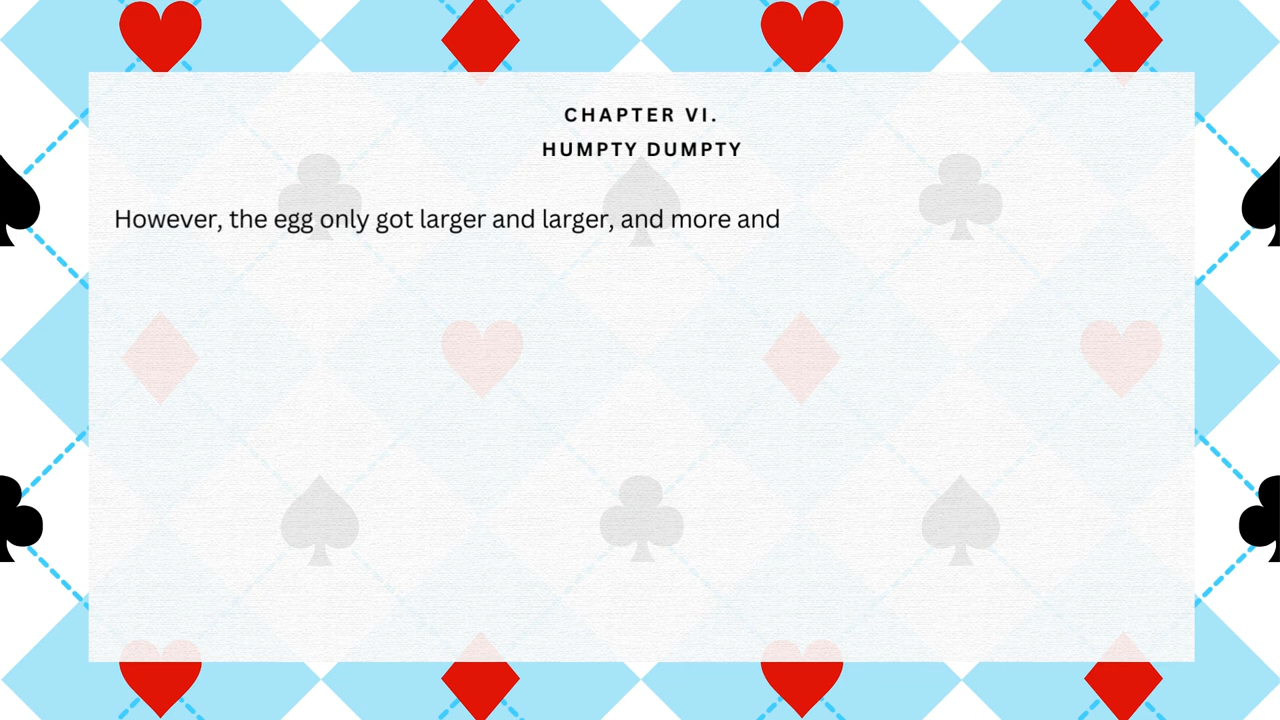 CHAPTER VI.
HUMPTY DUMPTY
However, the egg only got larger and larger, and more and